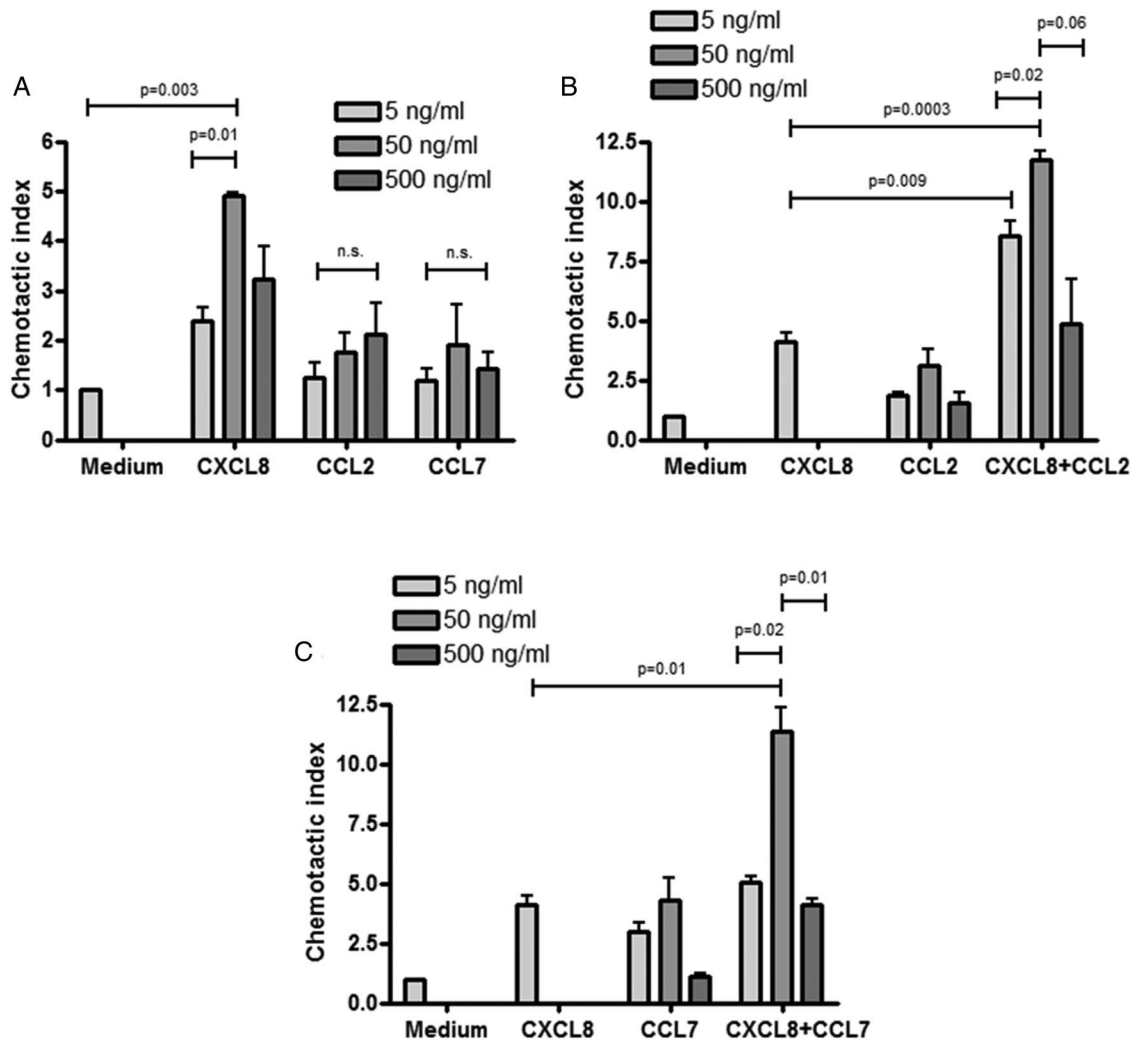 A
p=0.003
p=0.01
5 ng/ml
50 ng/ml
500 ng/ml
n.s.
n.s.
Chemotactic index
6
5
4
3
2
1
0
Medium CXCL8 CCL2 CCL7
B
5 ng/ml
50 ng/ml
500 ng/ml
p=0.06
p=0.02
p=0.0003
p=0.009
Chemotactic index
12.5
10.0
7.5
5.0
2.5
0.0
Medium CXCL8 CCL2 CXCL8+CCL2
C
5 ng/ml
50 ng/ml
500 ng/ml
p=0.01
p=0.02
p=0.01
Chemotactic index
12.5
10.0
7.5
5.0
2.5
0.0
Medium CXCL8 CCL7 CXCL8+CCL7